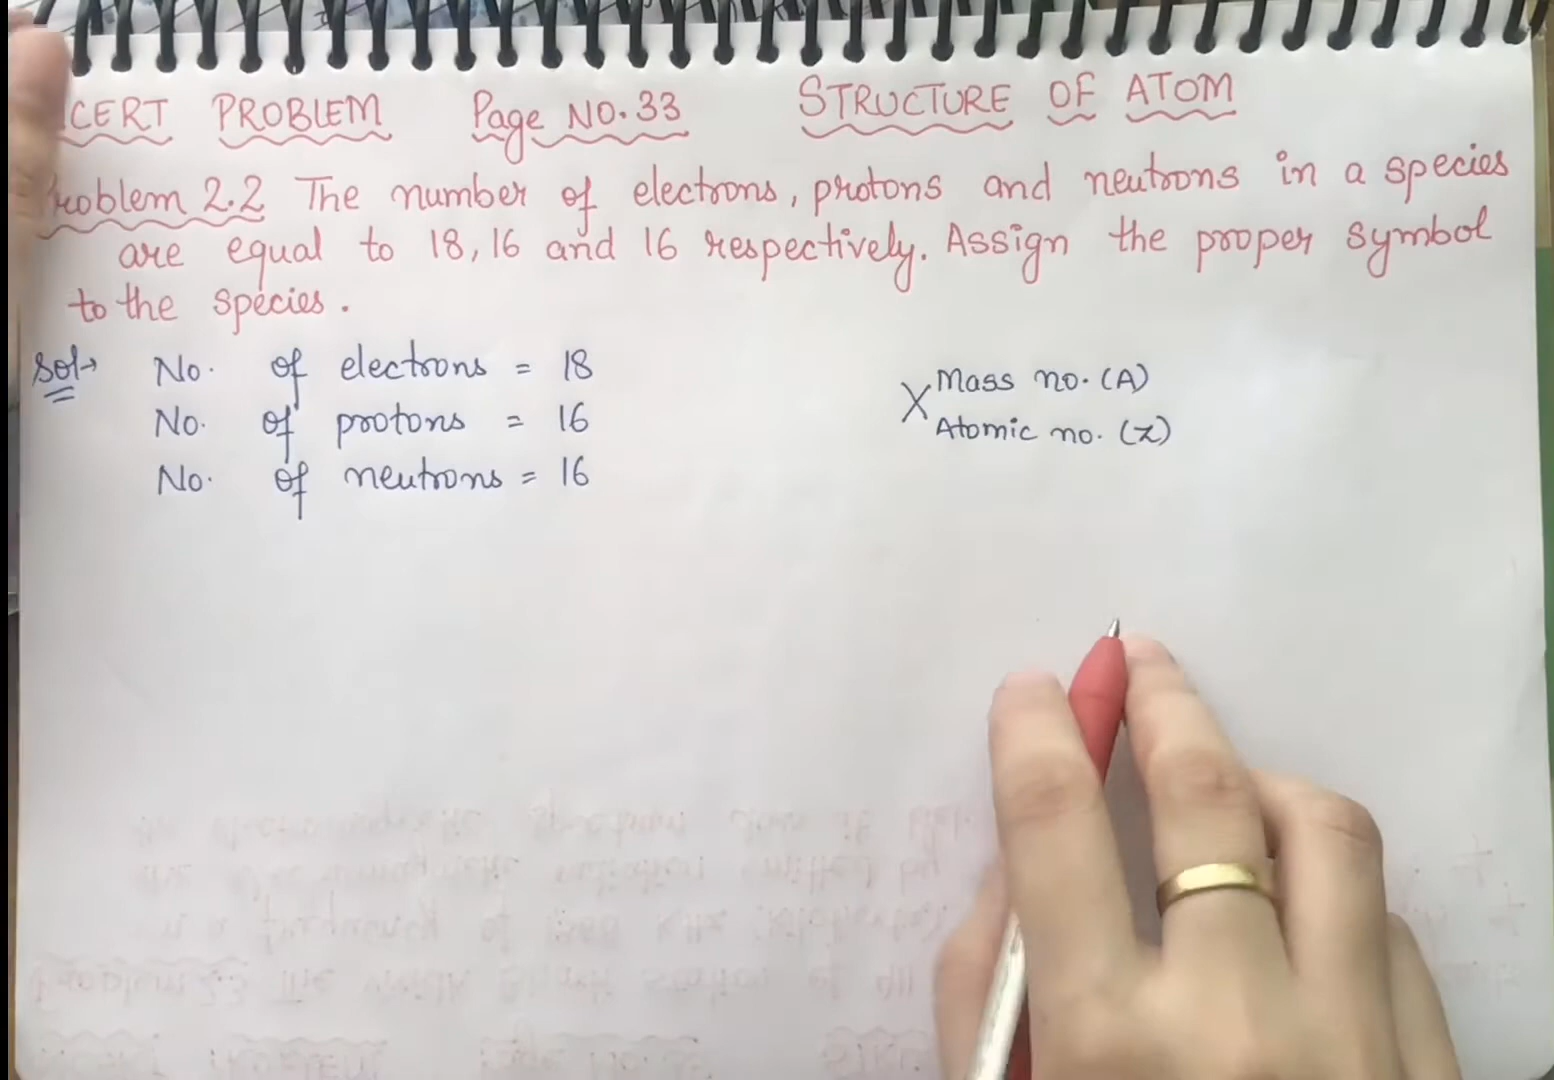 CERT PROBLEM Page NO. 33 STRUCTURE OF ATOM
roblem 2.2 The number of electrons, protons and neutrons in a species
are equal to 18, 16 and 16 respectively. Assign the proper symbol
to the species.
Sol→ No. of electrons = 18
No. of protons = 16
No. of neutrons = 16
X Mass no. (A)
Atomic no. (Z)